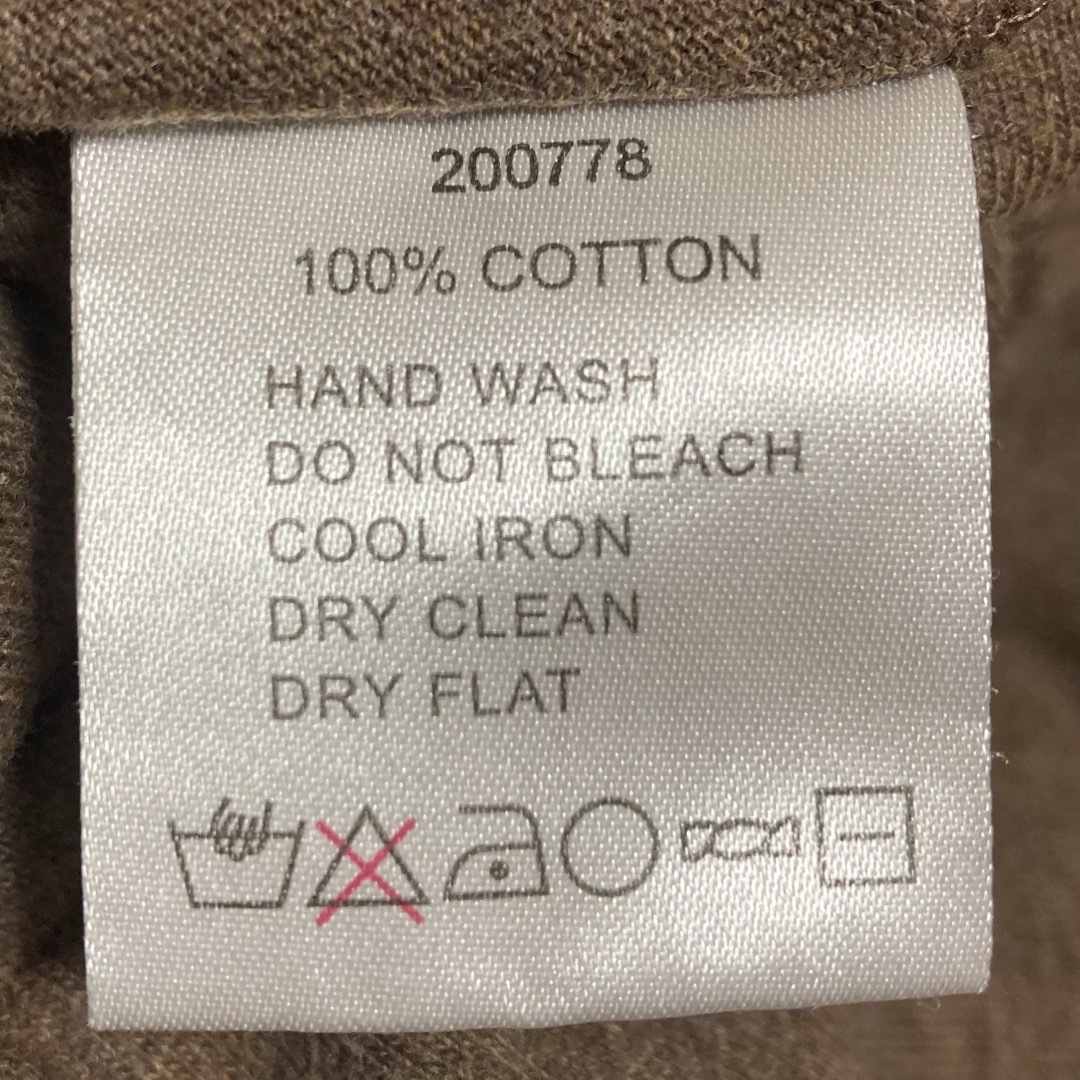 200778
100% COTTON
HAND WASH
DO NOT BLEACH
COOL IRON
DRY CLEAN
DRY FLAT